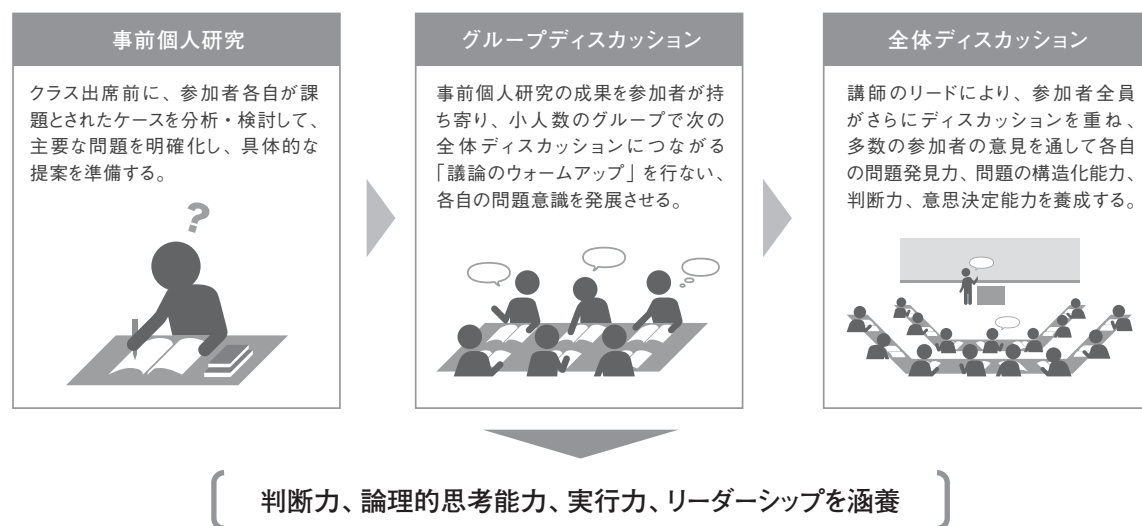 事前個人研究
クラス出席前に、参加者各自が課
題とされたケースを分析・検討して、
主要な問題を明確化し、具体的な
提案を準備する。
?
グループディスカッション
事前個人研究の成果を参加者が持
ち寄り、小人数のグループで次の
全体ディスカッションにつながる
「議論のウォームアップ」を行ない、
各自の問題意識を発展させる。
全体ディスカッション
講師のリードにより、参加者全員
がさらにディスカッションを重ね、
多数の参加者の意見を通して各自
の問題発見力、問題の構造化能力、
判断力、意思決定能力を養成する。
判断力、論理的思考能力、実行力、リーダーシップを涵養